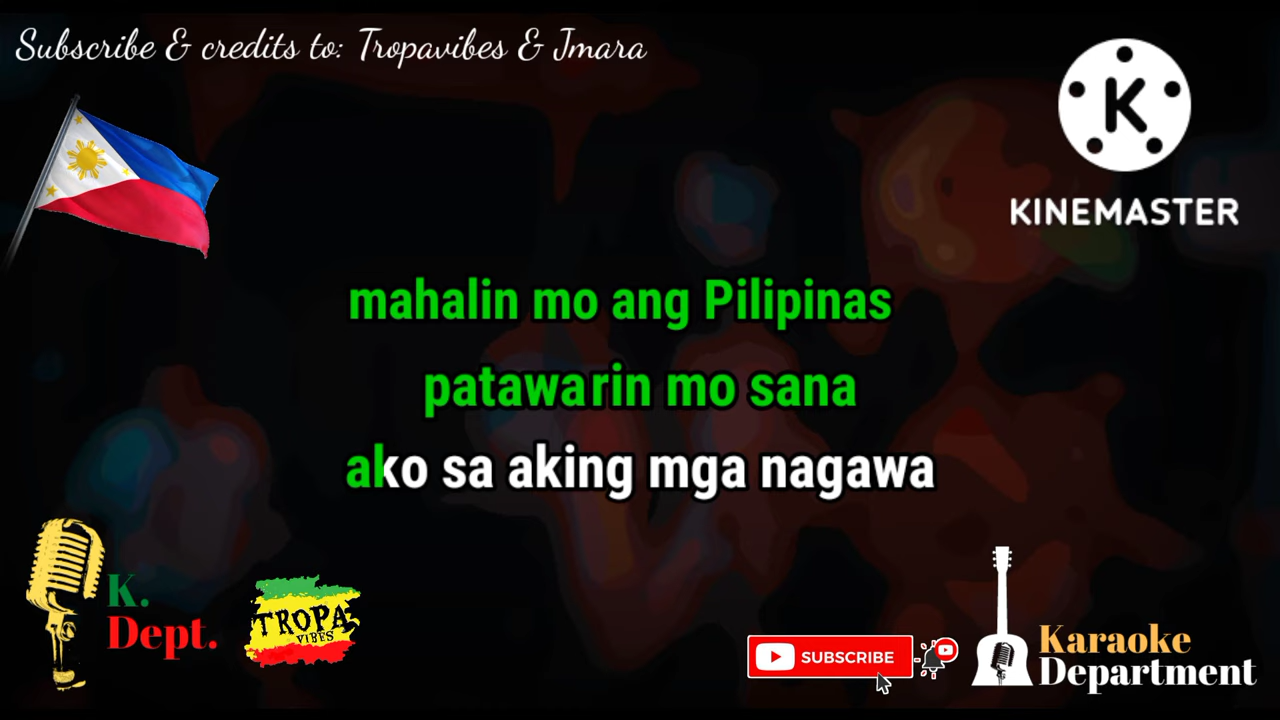 Subscribe & credits to: Tropavibes & Jmara
K
KINEMASTER
mahalin mo ang Pilipinas
patawarin mo sana
ako sa aking mga nagawa
K.
Dept.
TROPA
VIBES
SUBSCRIBE
Karaoke
Department